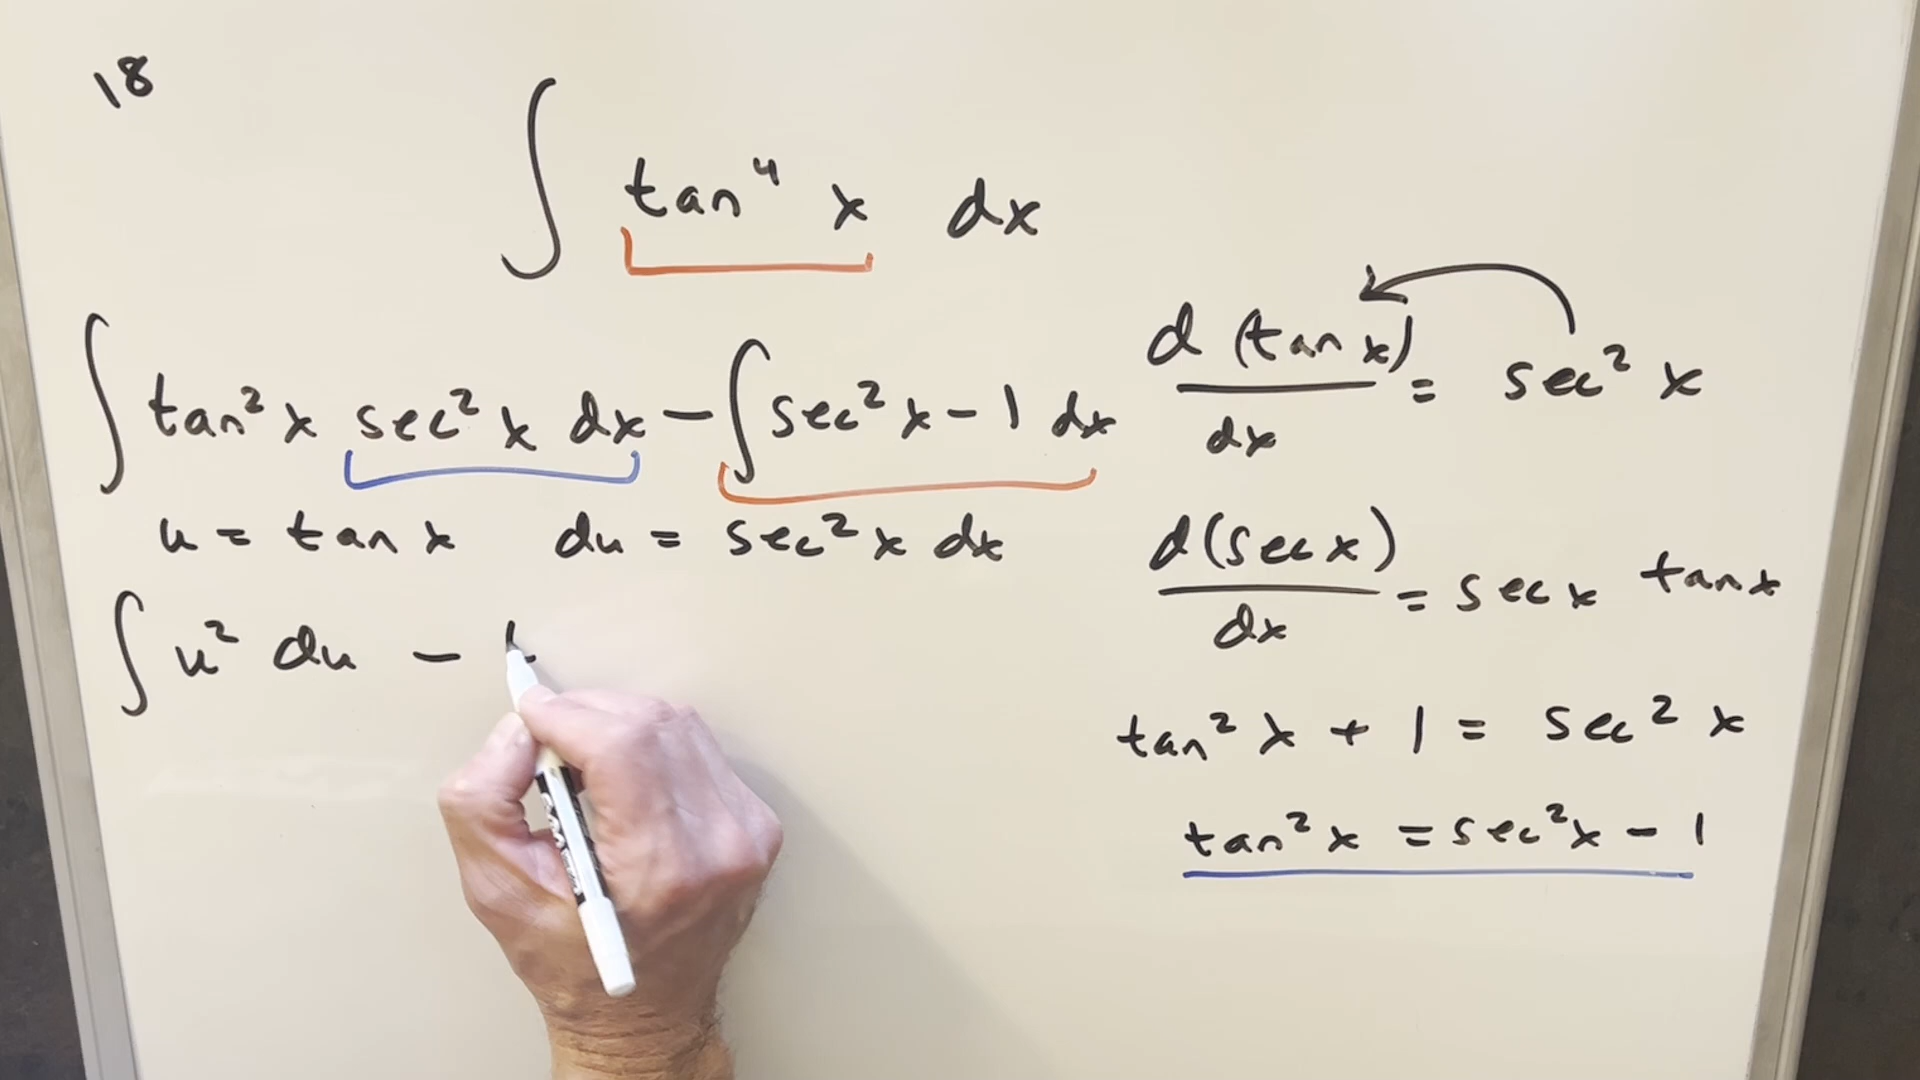 18
∫ tan⁴ x dx
∫ tan² x sec² x dx − ∫ sec² x − 1 dx
u = tan x du = sec² x dx
∫ u² du −
d (tan x) / dx = sec² x
d (sec x) / dx = sec x tan x
tan² x + 1 = sec² x
tan² x = sec² x − 1